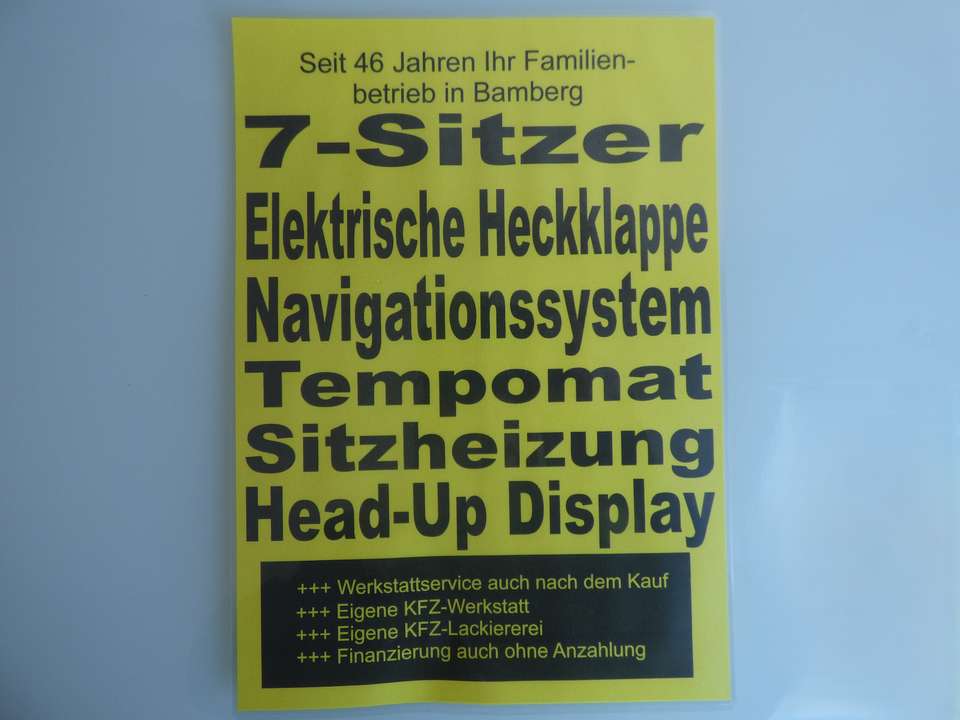 Seit 46 Jahren Ihr Familien-
betrieb in Bamberg
7-Sitzer
Elektrische Heckklappe
Navigationssystem
Tempomat
Sitzheizung
Head-Up Display
+++ Werkstattservice auch nach dem Kauf
+++ Eigene KFZ-Werkstatt
+++ Eigene KFZ-Lackiererei
+++ Finanzierung auch ohne Anzahlung